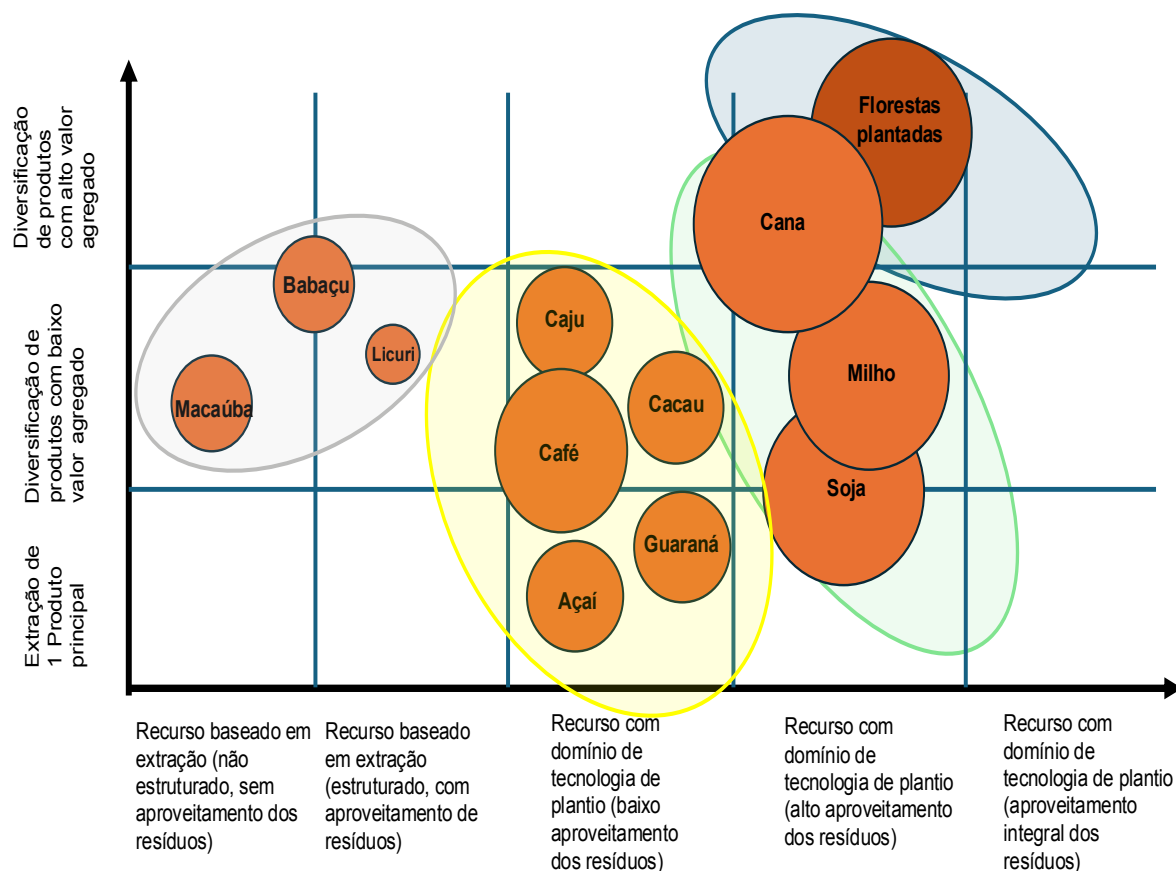 Diversificação
de produtos
com alto valor
agregado
Diversificação de
produtos com baixo
valor agregado
Extração de
1 Produto
principal
Florestas
plantadas
Cana
Babaçu
Caju
Licuri
Milho
Macaúba
Cacau
Café
Soja
Guaraná
Açaí
Recurso baseado em
extração (não
estruturado, sem
aproveitamento dos
resíduos)
Recurso baseado
em extração
(estruturado, com
aproveitamento de
resíduos)
Recurso com
domínio de
tecnologia de
plantio (baixo
aproveitamento
dos resíduos)
Recurso com
domínio de
tecnologia de plantio
(alto aproveitamento
dos resíduos)
Recurso com
domínio de
tecnologia de plantio
(aproveitamento
integral dos
resíduos)